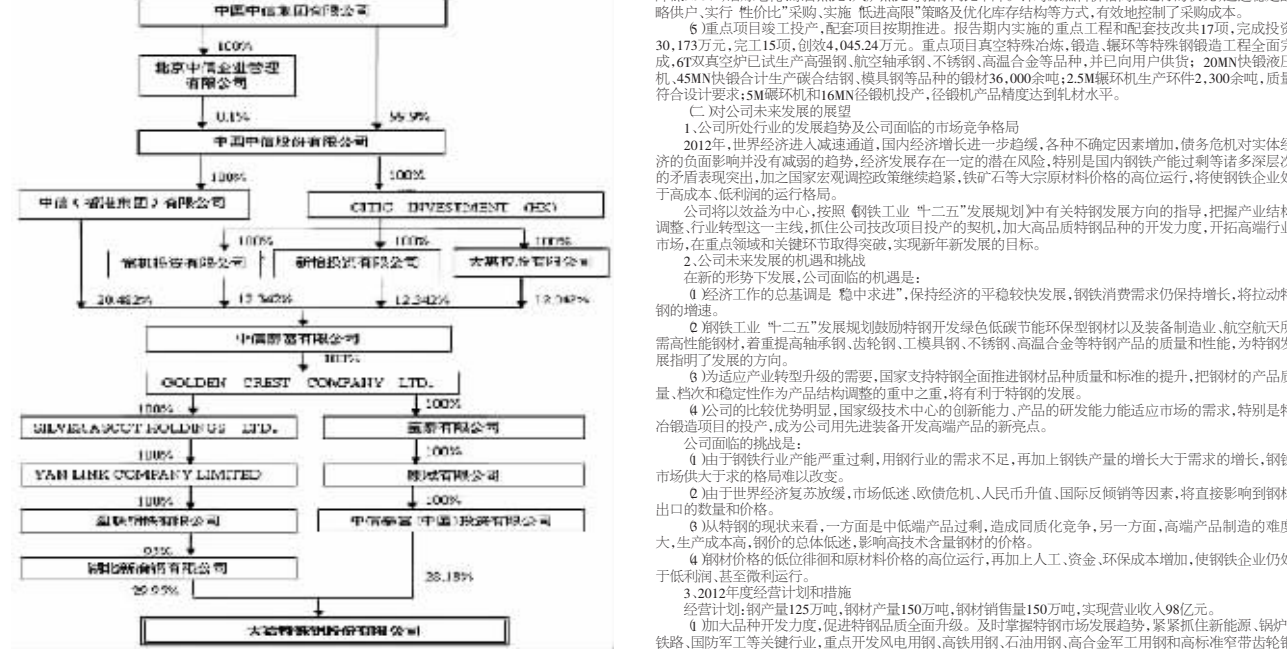 中国中信集团有限公司
100%
北京中信企业管理
有限公司
0.1%
99.9%
中国中信股份有限公司
100%
100%
中信（香港集团）有限公司
CITIC INVESTMENT (HK)
100%
100%
100%
新怡投资有限公司
20.482%
12.342%
12.342%
12.342%
中信泰富有限公司
100%
GOLDEN CREST COMPANY LTD.
100%
100%
SILVERASCOT HOLDINGS LTD.
盈泰有限公司
100%
100%
YAN LINK COMPANY LIMITED
100%
100%
盈联钢铁有限公司
中信泰富(中国)投资有限公司
95%
湖北新冶钢有限公司
29.95%
28.18%
大冶特殊钢股份有限公司
略供户、实行“性价比”采购、实施“低进高限”策略及优化库存结构等方式，有效地控制了采购成本。
(5)重点项目竣工投产，配套项目按期推进。报告期内实施的重点工程和配套技改共17项，完成投资
30,173万元，完工15项，创效4,045.24万元。重点项目真空特殊冶炼，锻造、辗环等特殊钢锻造工程全面完
成，6T双真空炉已试生产高强钢、航空轴承钢、不锈钢、高温合金等品种，并已向用户供货；20MN快锻液压
机、45MN快锻合计生产碳合结钢、模具钢等品种的锻材36,000余吨；2.5M辗环机生产环件2,300余吨，质量
符合设计要求；5M碾环机和16MN径锻机投产，径锻机产品精度达到轧材水平。
(二)对公司未来发展的展望
1、公司所处行业的发展趋势及公司面临的市场竞争格局
2012年，世界经济进入减速通道，国内经济增长进一步趋缓，各种不确定因素增加，债务危机对实体经
济的负面影响并没有减弱的趋势，经济发展存在一定的潜在风险，特别是国内钢铁产能过剩等诸多深层次
的矛盾表现突出，加之国家宏观调控政策继续趋紧，铁矿石等大宗原材料价格的高位运行，将使钢铁企业处
于高成本、低利润的运行格局。
公司将以效益为中心，按照《钢铁工业“十二五”发展规划》中有关特钢发展方向的指导，把握产业结构
调整、行业转型这一主线，抓住公司技改项目投产的契机，加大高品质特钢品种的开发力度，开拓高端行业
市场，在重点领域和关键环节取得突破，实现新年新发展的目标。
2、公司未来发展的机遇和挑战
在新的形势下发展，公司面临的机遇是：
(1)经济工作的总基调是“稳中求进”，保持经济的平稳较快发展，钢铁消费需求仍保持增长，将拉动特
钢的增速。
(2)钢铁工业“十二五”发展规划鼓励特钢开发绿色低碳节能环保型钢材以及装备制造业、航空航天所
需高性能钢材，着重提高轴承钢、齿轮钢、工模具钢、不锈钢、高温合金等特钢产品的质量和性能，为特钢发
展指明了发展的方向。
(3)为适应产业转型升级的需要，国家支持特钢全面推进钢材品种质量和标准的提升，把钢材的产品质
量、档次和稳定性作为产品结构调整的重中之重，将有利于特钢的发展。
(4)公司的比较优势明显，国家级技术中心的创新能力、产品的研发能力能适应市场的需求，特别是特
冶锻造项目的投产，成为公司用先进装备开发高端产品的新亮点。
公司面临的挑战是：
(1)由于钢铁行业产能严重过剩，用钢行业的需求不足，再加上钢铁产量的增长大于需求的增长，钢铁
市场供大于求的格局难以改变。
(2)由于世界经济复苏放缓，市场低迷、欧债危机、人民币升值、国际反倾销等因素，将直接影响到钢材
出口的数量和价格。
(3)从特钢的现状来看，一方面是中低端产品过剩，造成同质化竞争，另一方面，高端产品制造的难度
大，生产成本高，钢价的总体低迷，影响高技术含量钢材的价格。
(4)钢材价格的低位徘徊和原材料价格的高位运行，再加上人工、资金、环保成本增加，使钢铁企业仍处
于低利润、甚至微利运行。
3、2012年度经营计划和措施
经营计划：钢产量125万吨，钢材产量150万吨，钢材销售量150万吨，实现营业收入98亿元。
(1)加大品种开发力度，促进特钢品质全面升级。及时掌握特钢市场发展趋势，紧紧抓住新能源、锅炉、
铁路、国防军工等关键行业，重点开发风电用钢、高铁用钢、石油用钢、高合金军工用钢和高标准窄带齿轮钢